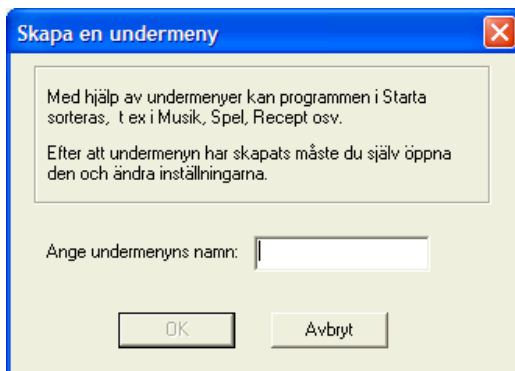 Skapa en undermeny
Med hjälp av undermenyer kan programmen i Starta
sorteras, t ex i Musik, Spel, Recept osv.
Efter att undermenyn har skapats måste du själv öppna
den och ändra inställningarna.
Ange undermenyns namn:
OK
Avbryt